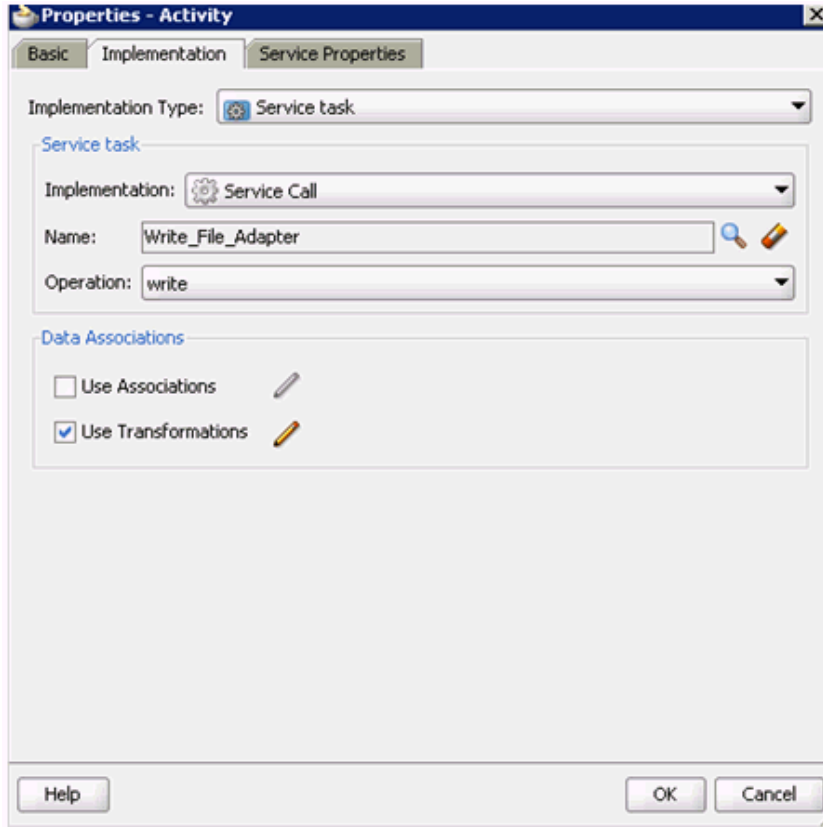 Properties - Activity
Basic Implementation Service Properties
Implementation Type: Service task
Service task
Implementation: Service Call
Name: Write_File_Adapter
Operation: write
Data Associations
Use Associations
Use Transformations
Help OK Cancel